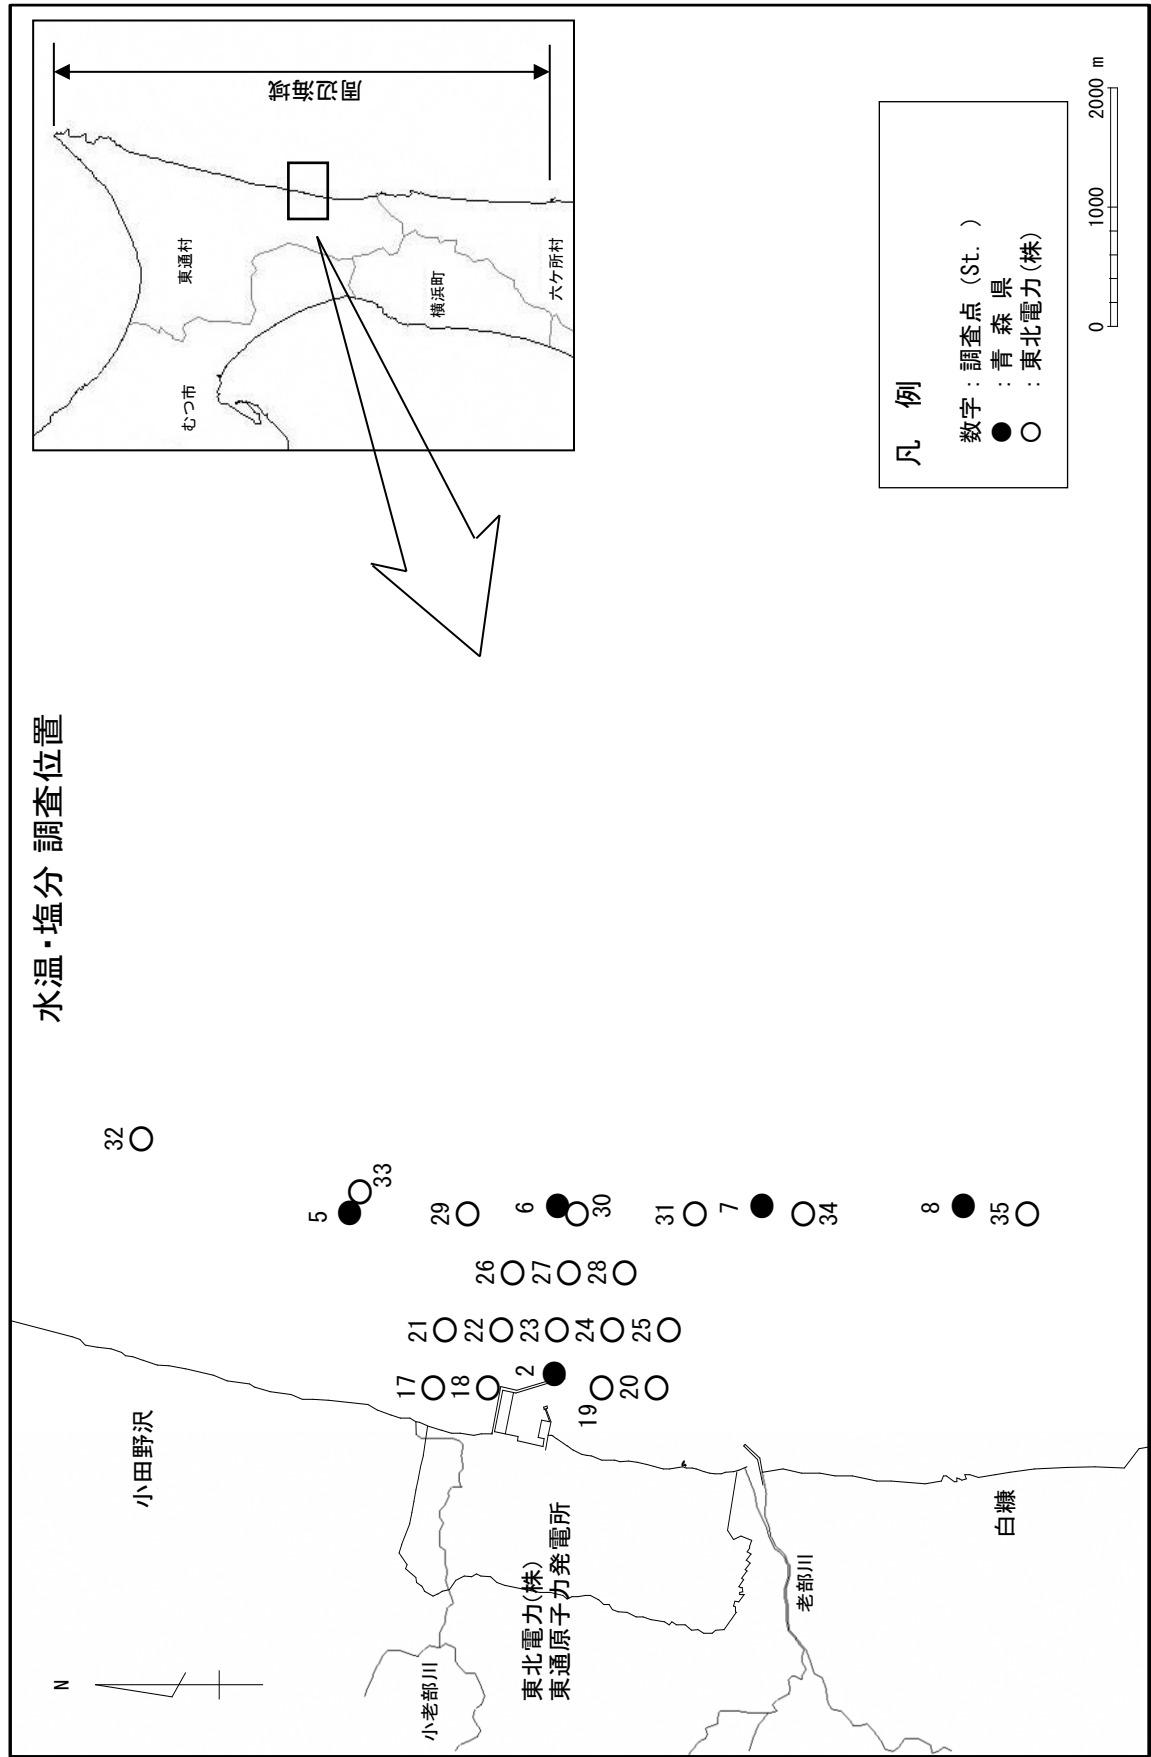 水温・塩分 調査位置
N
小田野沢
小老部川
東北電力(株)
東通原子力発電所
老部川
白糠
32
5
33
29
6
30
31
7
34
8
35
26
27
28
21
22
23
24
25
17
18
2
19
20
周辺海域
東通村
むつ市
横浜町
六ケ所村
凡 例
数字：調査点（St. ）
●：青 森 県
○：東北電力(株)
0 1000 2000 m